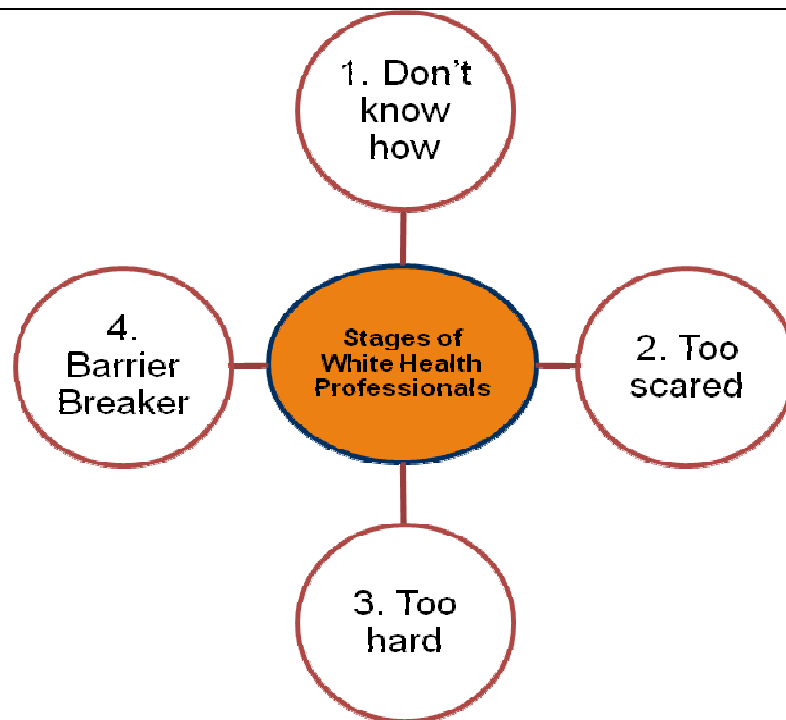 1. Don't
know
how
Stages of
White Health
Professionals
4.
Barrier
Breaker
2. Too
scared
3. Too
hard